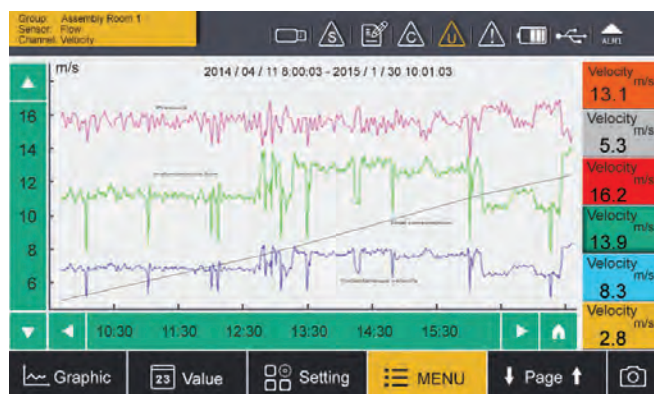 Group: Assembly Room 1
Sensor: Flow
Channel: Velocity
S
C
U
ALM1
m/s
2014 / 04 / 11 8:00:03 - 2015 / 1 / 30 10:01:03
16
14
12
10
8
6
10:30 11:30 12:30 13:30 14:30 15:30
Velocity
m/s
13.1
Velocity
m/s
5.3
Velocity
m/s
16.2
Velocity
m/s
13.9
Velocity
m/s
8.3
Velocity
m/s
2.8
Graphic
23 Value
Setting
MENU
Page